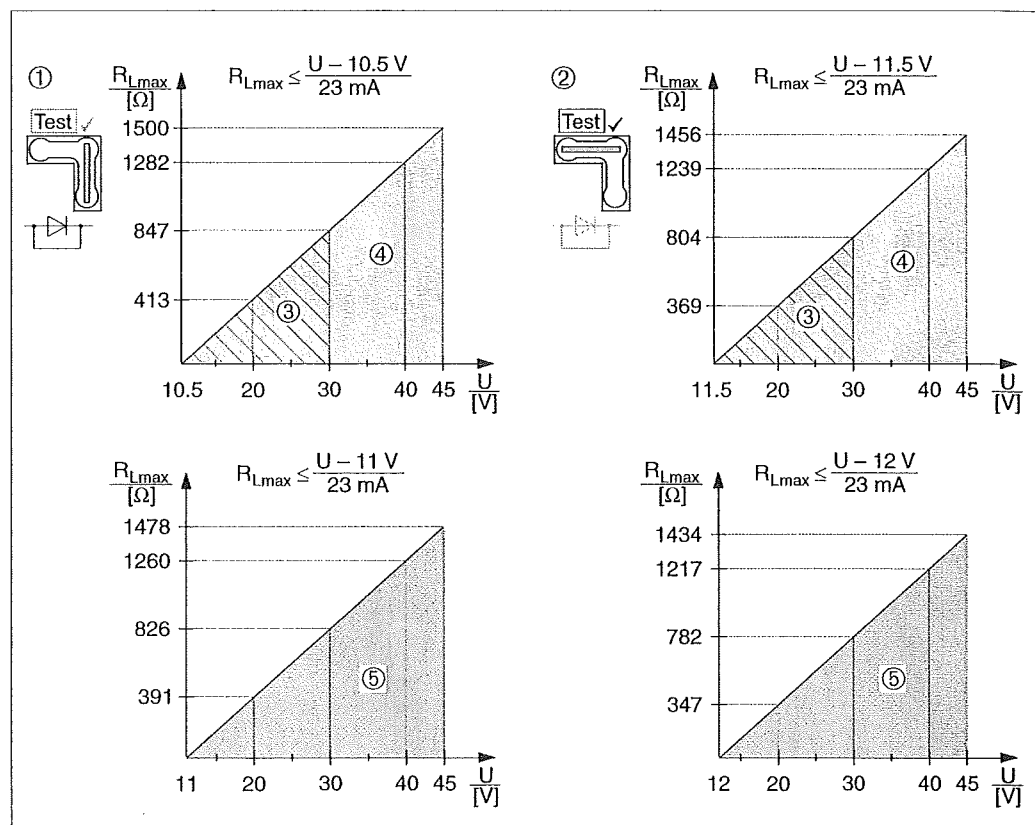 ①
R_Lmax
[Ω]
R_Lmax ≤ U – 10.5 V
23 mA
Test ✓
1500
1282
847
413
③
④
10.5 20 30 40 45 U
[V]
②
R_Lmax
[Ω]
R_Lmax ≤ U – 11.5 V
23 mA
Test ✓
1456
1239
804
369
③
④
11.5 20 30 40 45 U
[V]
R_Lmax
[Ω]
R_Lmax ≤ U – 11 V
23 mA
1478
1260
826
391
⑤
11 20 30 40 45 U
[V]
R_Lmax
[Ω]
R_Lmax ≤ U – 12 V
23 mA
1434
1217
782
347
⑤
12 20 30 40 45 U
[V]